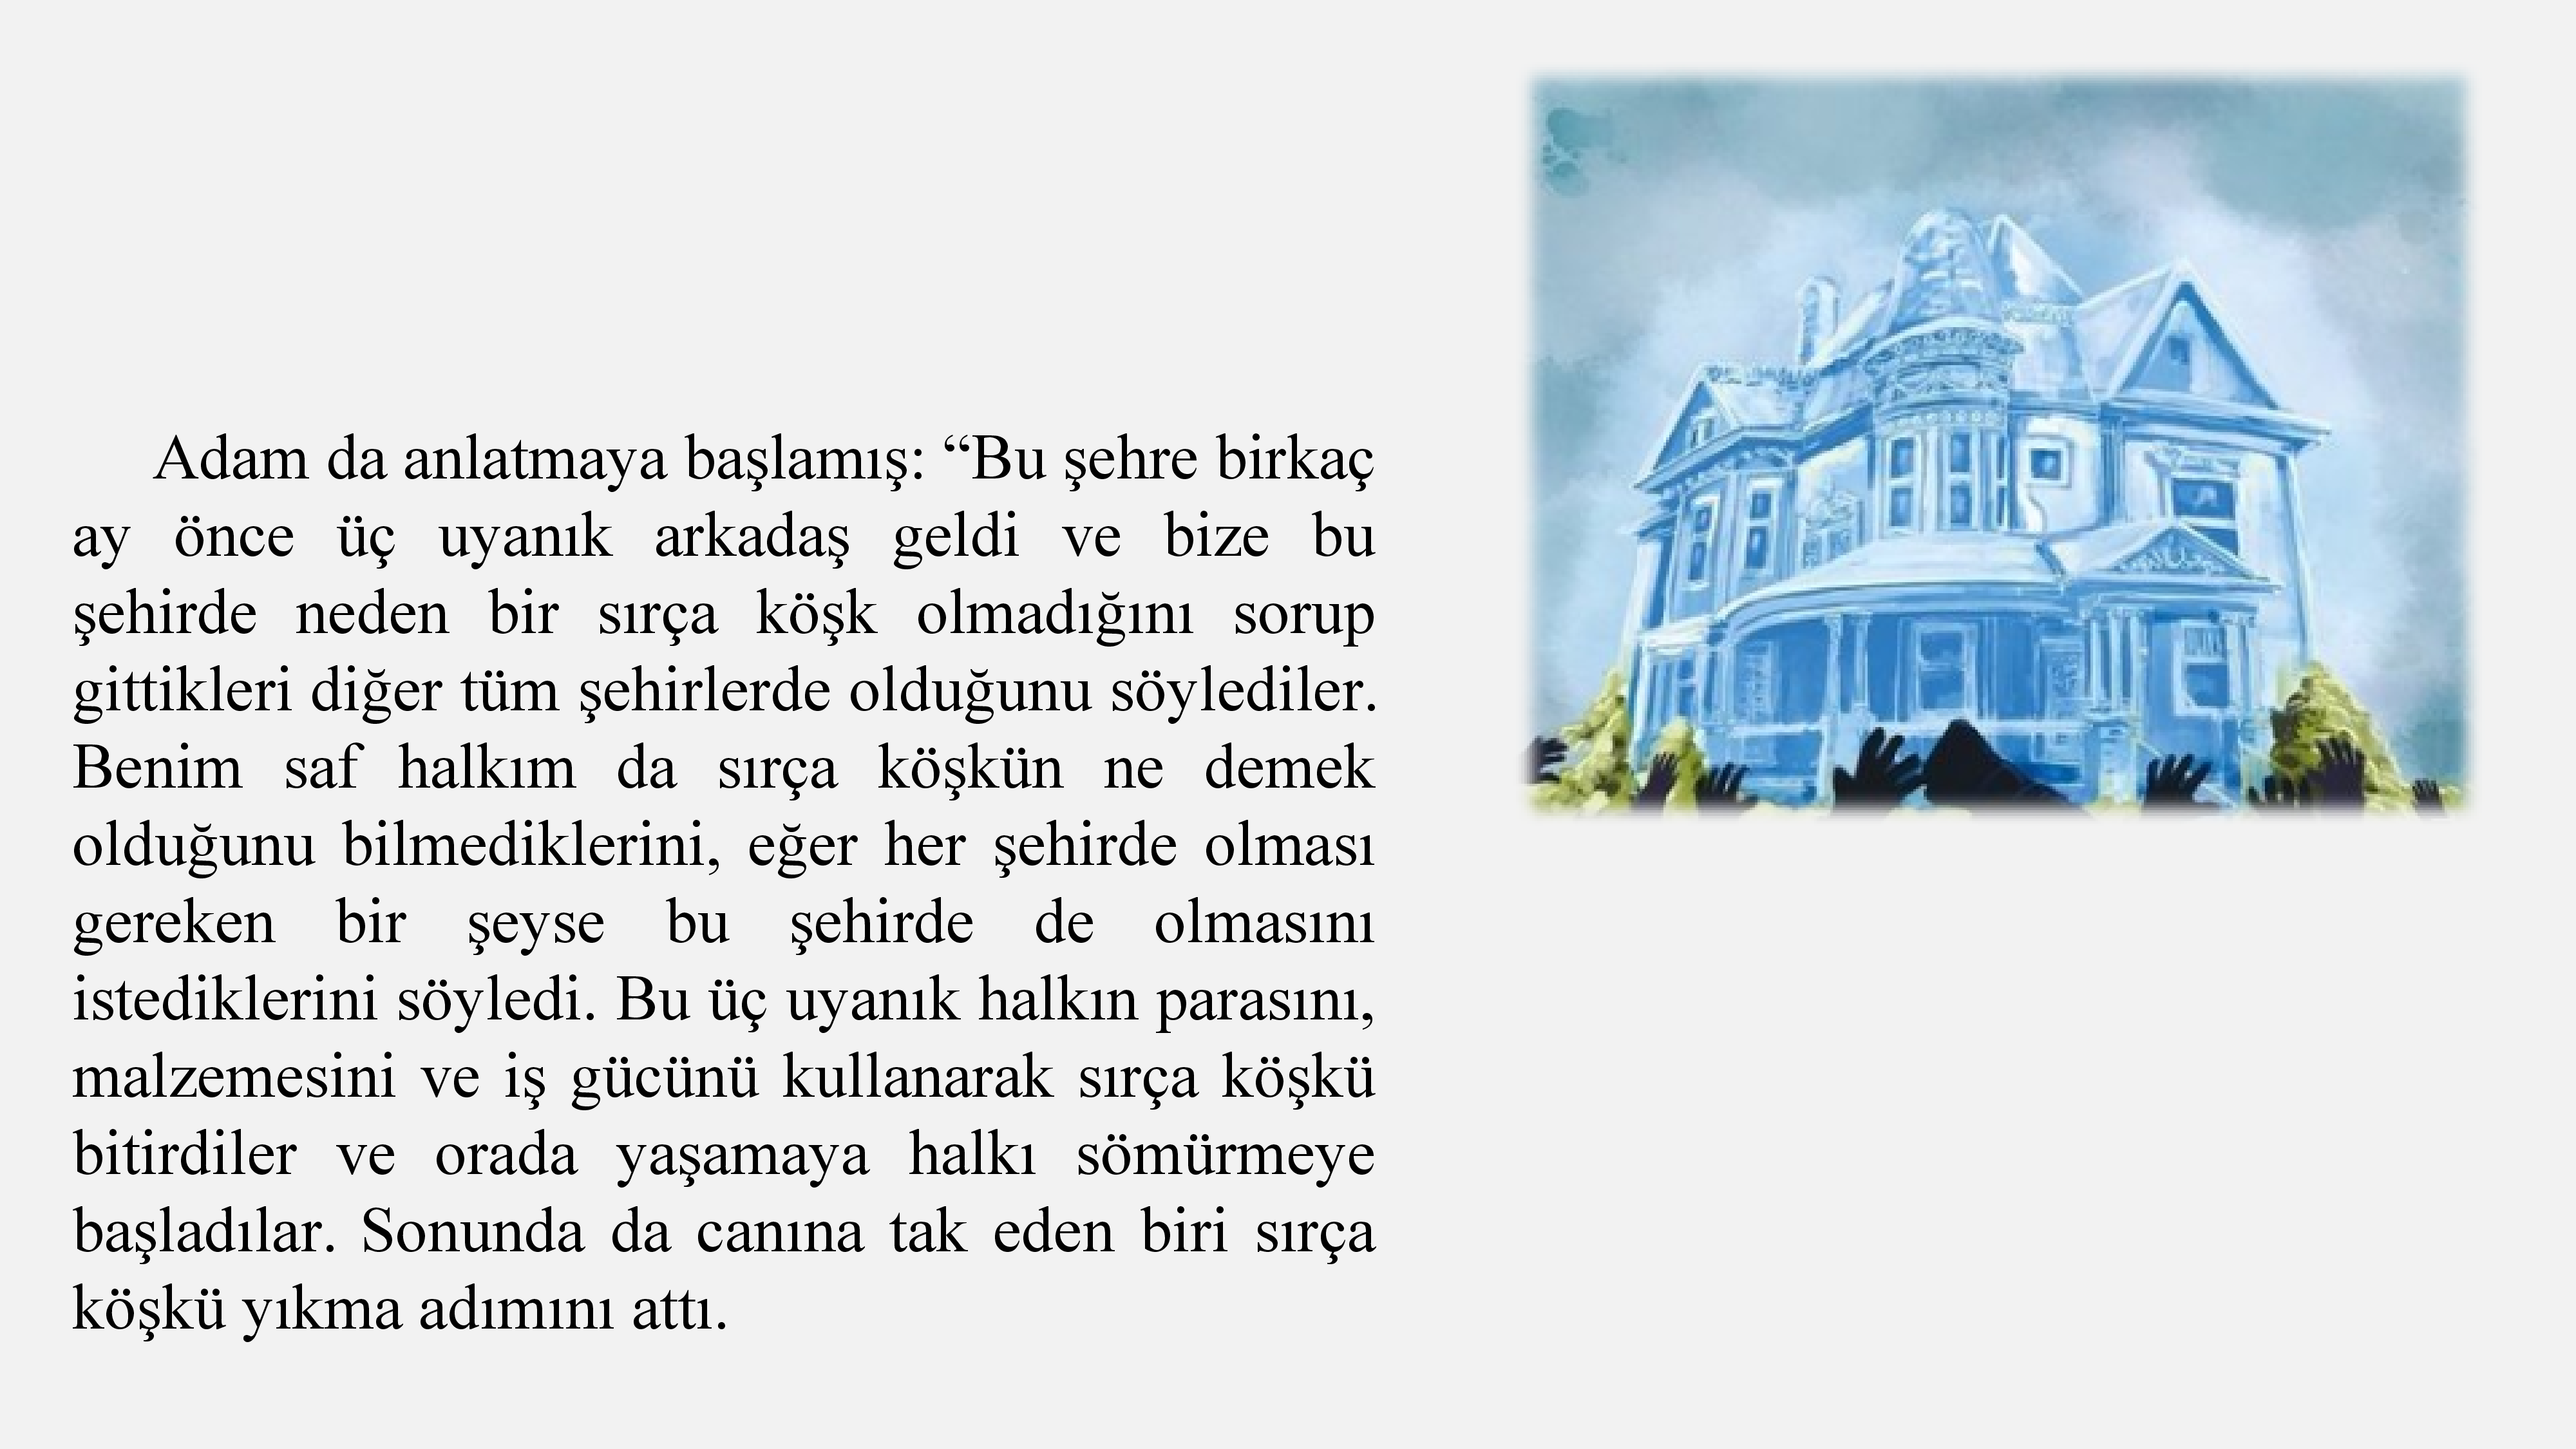 Adam da anlatmaya başlamış: “Bu şehre birkaç
ay önce üç uyanık arkadaş geldi ve bize bu
şehirde neden bir sırça köşk olmadığını sorup
gittikleri diğer tüm şehirlerde olduğunu söylediler.
Benim saf halkım da sırça köşkün ne demek
olduğunu bilmediklerini, eğer her şehirde olması
gereken bir şeyse bu şehirde de olmasını
istediklerini söyledi. Bu üç uyanık halkın parasını,
malzemesini ve iş gücünü kullanarak sırça köşkü
bitirdiler ve orada yaşamaya halkı sömürmeye
başladılar. Sonunda da canına tak eden biri sırça
köşkü yıkma adımını attı.